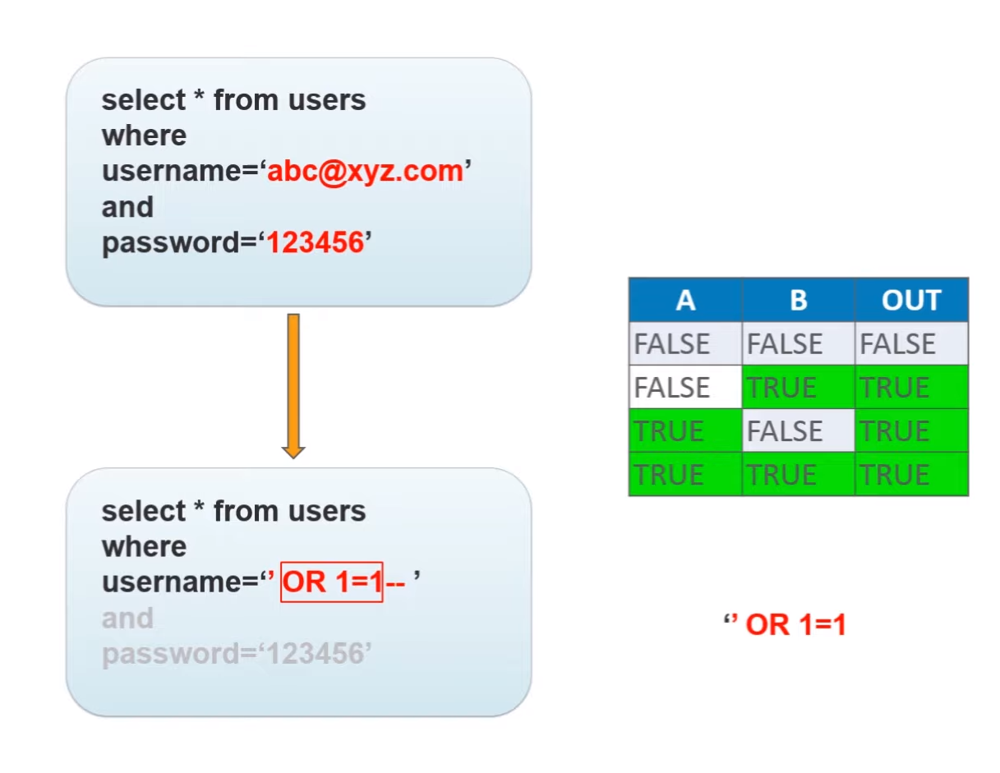 select * from users
where
username=‘abc@xyz.com’
and
password=‘123456’
A B OUT
FALSE FALSE FALSE
FALSE TRUE TRUE
TRUE FALSE TRUE
TRUE TRUE TRUE
select * from users
where
username=‘’ OR 1=1-- ’
and
password=‘123456’
‘’ OR 1=1